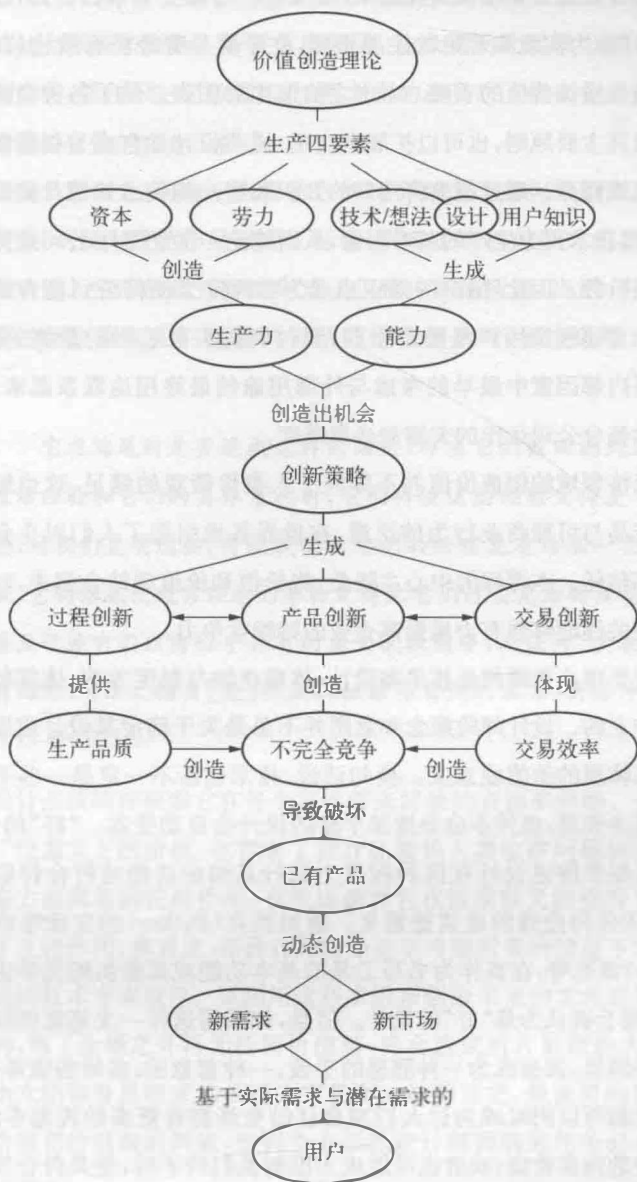 价值创造理论
生产四要素
资本 劳力 技术/想法 设计 用户知识
创造 生成
生产力 能力
创造出机会
创新策略
生成
过程创新 产品创新 交易创新
提供 创造 体现
生产品质 不完全竞争 交易效率
创造 创造
导致破坏
已有产品
动态创造
新需求 新市场
基于实际需求与潜在需求的
用户